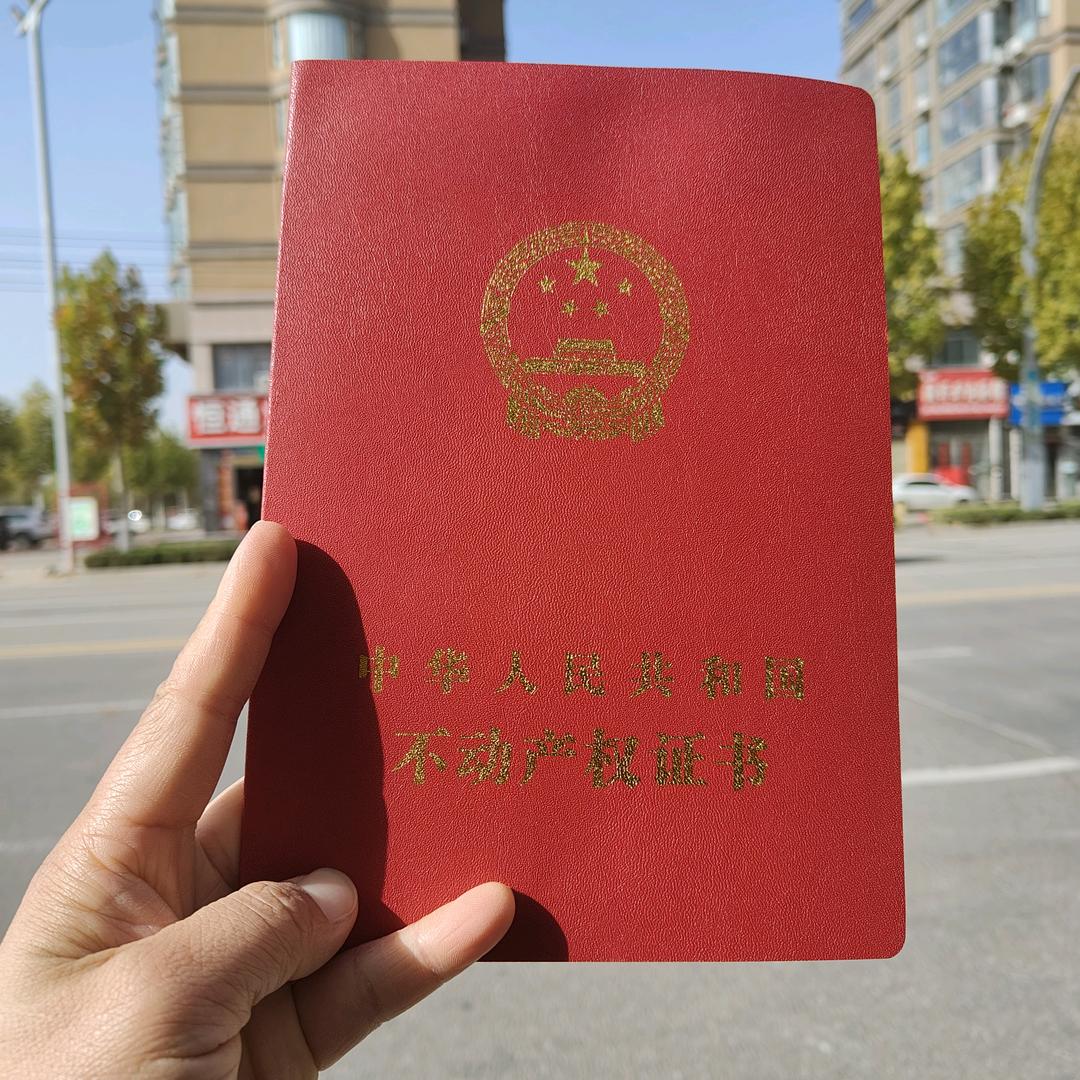 中华人民共和国
不动产权证书
恒通